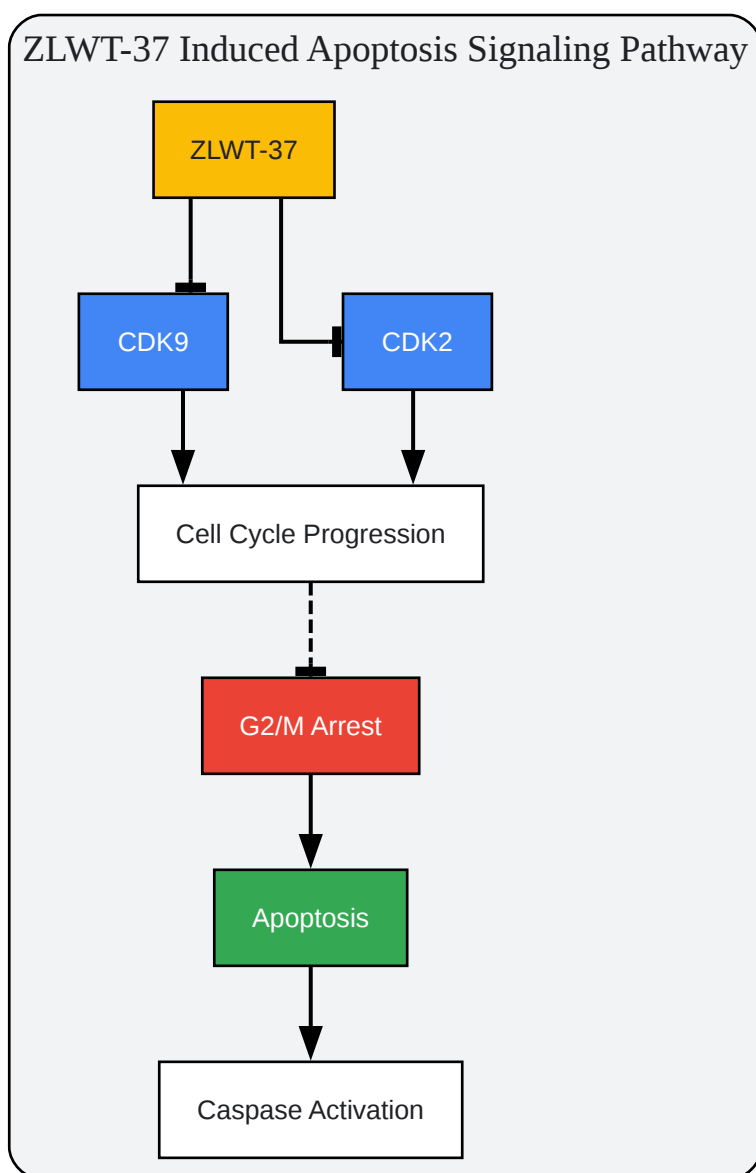 ZLWT-37 Induced Apoptosis Signaling Pathway
ZLWT-37
CDK9
CDK2
Cell Cycle Progression
G2/M Arrest
Apoptosis
Caspase Activation